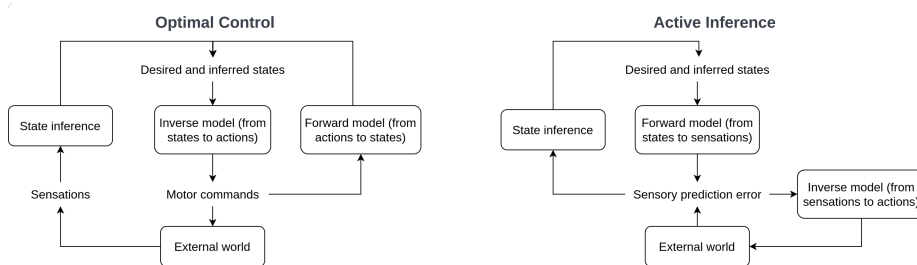 Optimal Control
Desired and inferred states
State inference
Inverse model (from
states to actions)
Forward model (from
actions to states)
Sensations
Motor commands
External world
Active Inference
Desired and inferred states
State inference
Forward model (from
states to sensations)
Sensory prediction error
Inverse model (from
sensations to actions)
External world